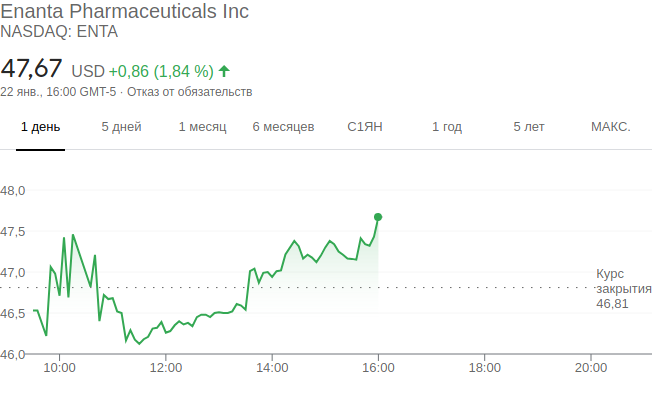 Enanta Pharmaceuticals Inc
NASDAQ: ENTA
47,67 USD +0,86 (1,84 %)
22 янв., 16:00 GMT-5 · Отказ от обязательств
1 день 5 дней 1 месяц 6 месяцев С1ЯН 1 год 5 лет МАКС.
48,0
47,5
47,0
Курс
закрытия
46,81
46,5
46,0
10:00 12:00 14:00 16:00 18:00 20:00